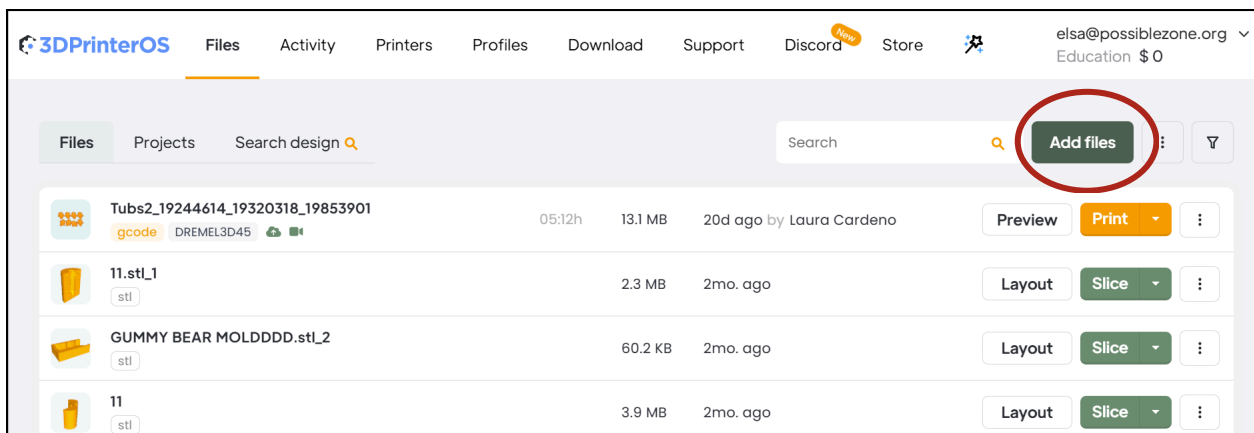 3DPrinterOS Files Activity Printers Profiles Download Support Discord New Store elsa@possiblezone.org
Education $ 0
Files Projects Search design Search Add files
Tubs2_19244614_19320318_19853901 05:12h 13.1 MB 20d ago by Laura Cardeno Preview Print
gcode DREMEL3D45
11.stl_1 2.3 MB 2mo. ago Layout Slice
stl
GUMMY BEAR MOLDDDD.stl_2 60.2 KB 2mo. ago Layout Slice
stl
11 3.9 MB 2mo. ago Layout Slice
stl